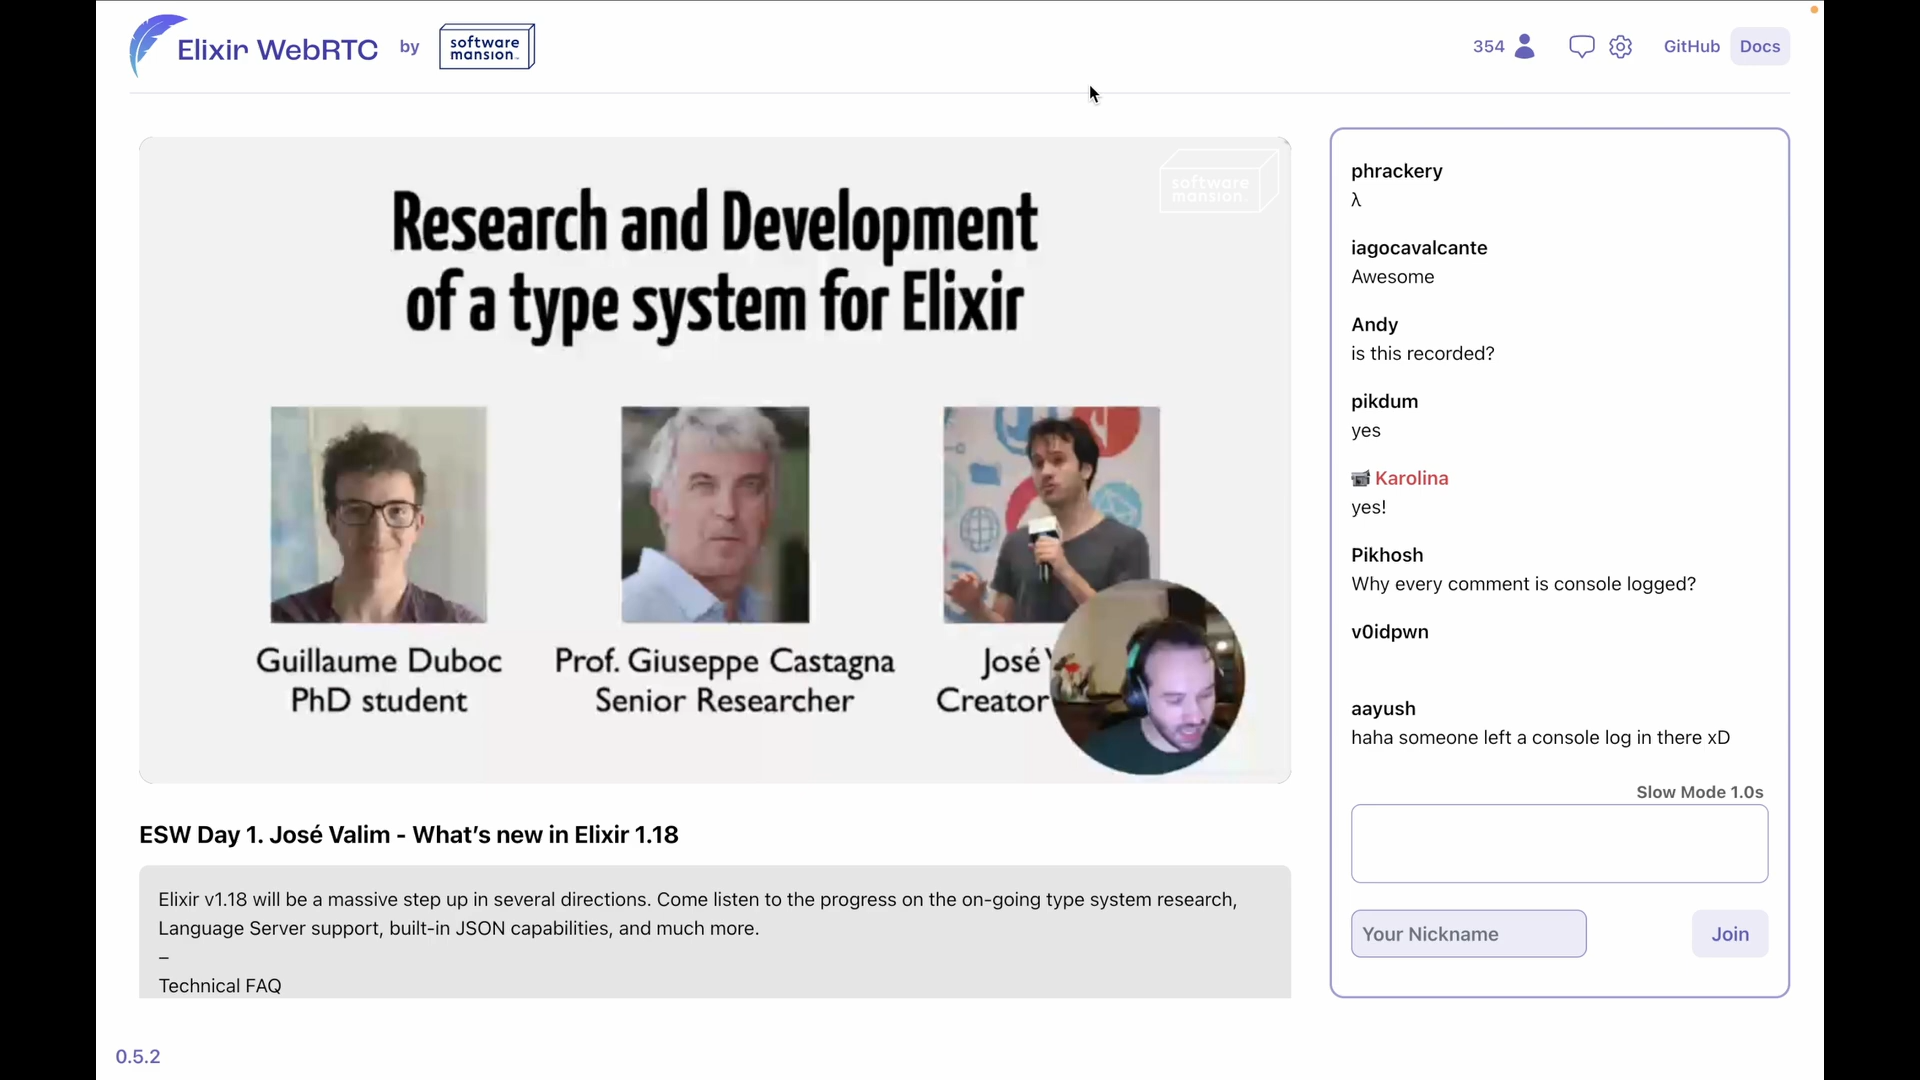 Elixir WebRTC by software mansion
354
GitHub
Docs
software
mansion
Research and Development
of a type system for Elixir
Guillaume Duboc
PhD student
Prof. Giuseppe Castagna
Senior Researcher
José
Creator
ESW Day 1. José Valim - What’s new in Elixir 1.18
Elixir v1.18 will be a massive step up in several directions. Come listen to the progress on the on-going type system research,
Language Server support, built-in JSON capabilities, and much more.
–
Technical FAQ
0.5.2
phrackery
λ
iagocavalcante
Awesome
Andy
is this recorded?
pikdum
yes
Karolina
yes!
Pikhosh
Why every comment is console logged?
v0idpwn
aayush
haha someone left a console log in there xD
Slow Mode 1.0s
Your Nickname
Join